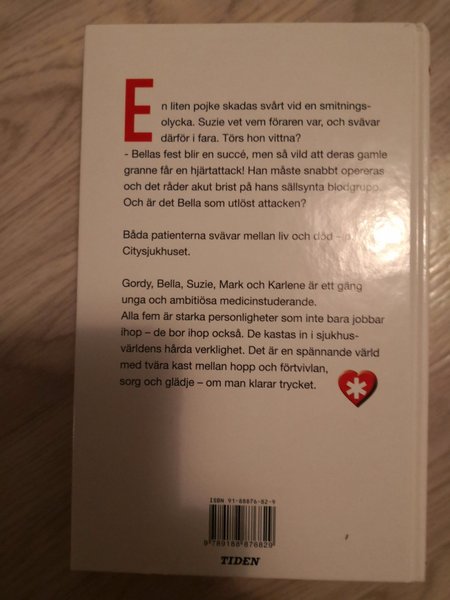 En liten pojke skadas svårt vid en smitnings-
olycka. Suzie vet vem föraren var, och svävar
därför i fara. Törs hon vittna?
- Bellas fest blir en succé, men så vild att deras gamle
granne får en hjärtattack! Han måste snabbt opereras
och det råder akut brist på hans sällsynta blodgrupp.
Och är det Bella som utlöst attacken?
Båda patienterna svävar mellan liv och död –
Citysjukhuset.
Gordy, Bella, Suzie, Mark och Karlene är ett gäng
unga och ambitiösa medicinstuderande.
Alla fem är starka personligheter som inte bara jobbar
ihop – de bor ihop också. De kastas in i sjukhus-
världens hårda verklighet. Det är en spännande värld
med tvära kast mellan hopp och förtvivlan,
sorg och glädje – om man klarar trycket.
ISBN 91-88876-82-9
9789188876829
TIDEN